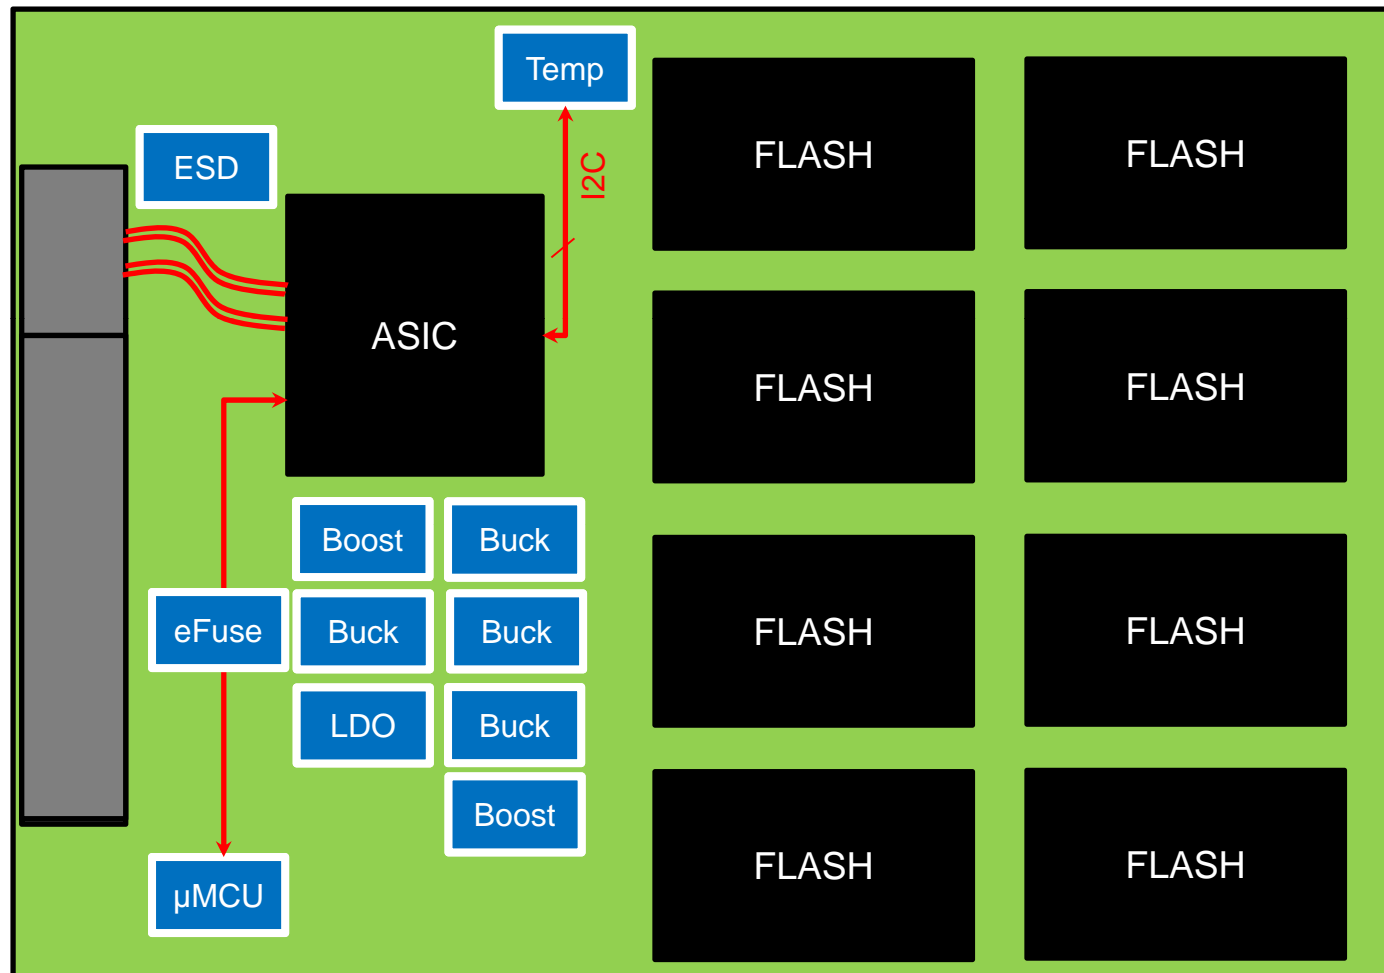 Temp
ESD
I2C
FLASH
FLASH
ASIC
FLASH
FLASH
Boost
Buck
eFuse
Buck
Buck
FLASH
FLASH
LDO
Buck
Boost
µMCU
FLASH
FLASH